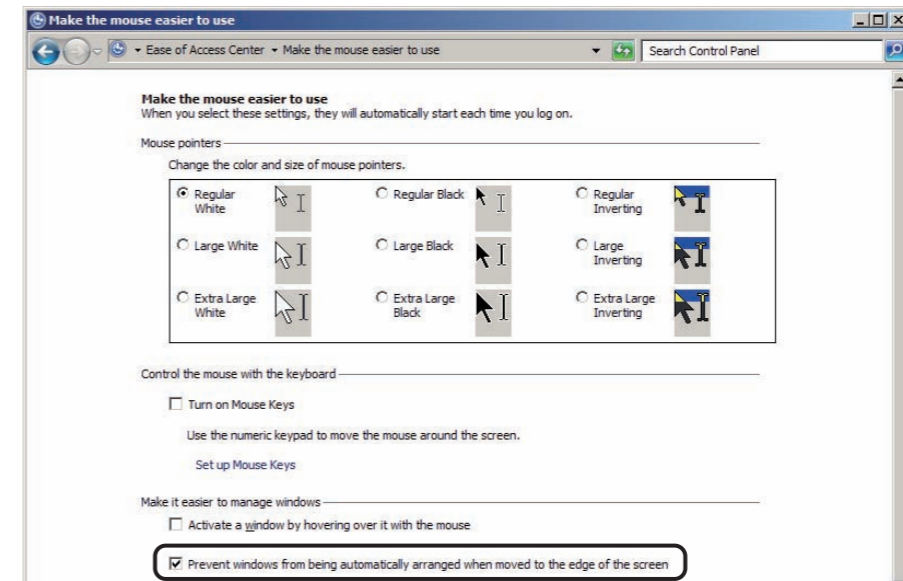 Make the mouse easier to use
Ease of Access Center Make the mouse easier to use Search Control Panel
Make the mouse easier to use
When you select these settings, they will automatically start each time you log on.
Mouse pointers
Change the color and size of mouse pointers.
Regular White
Regular Black
Regular Inverting
Large White
Large Black
Large Inverting
Extra Large White
Extra Large Black
Extra Large Inverting
Control the mouse with the keyboard
Turn on Mouse Keys
Use the numeric keypad to move the mouse around the screen.
Set up Mouse Keys
Make it easier to manage windows
Activate a window by hovering over it with the mouse
Prevent windows from being automatically arranged when moved to the edge of the screen